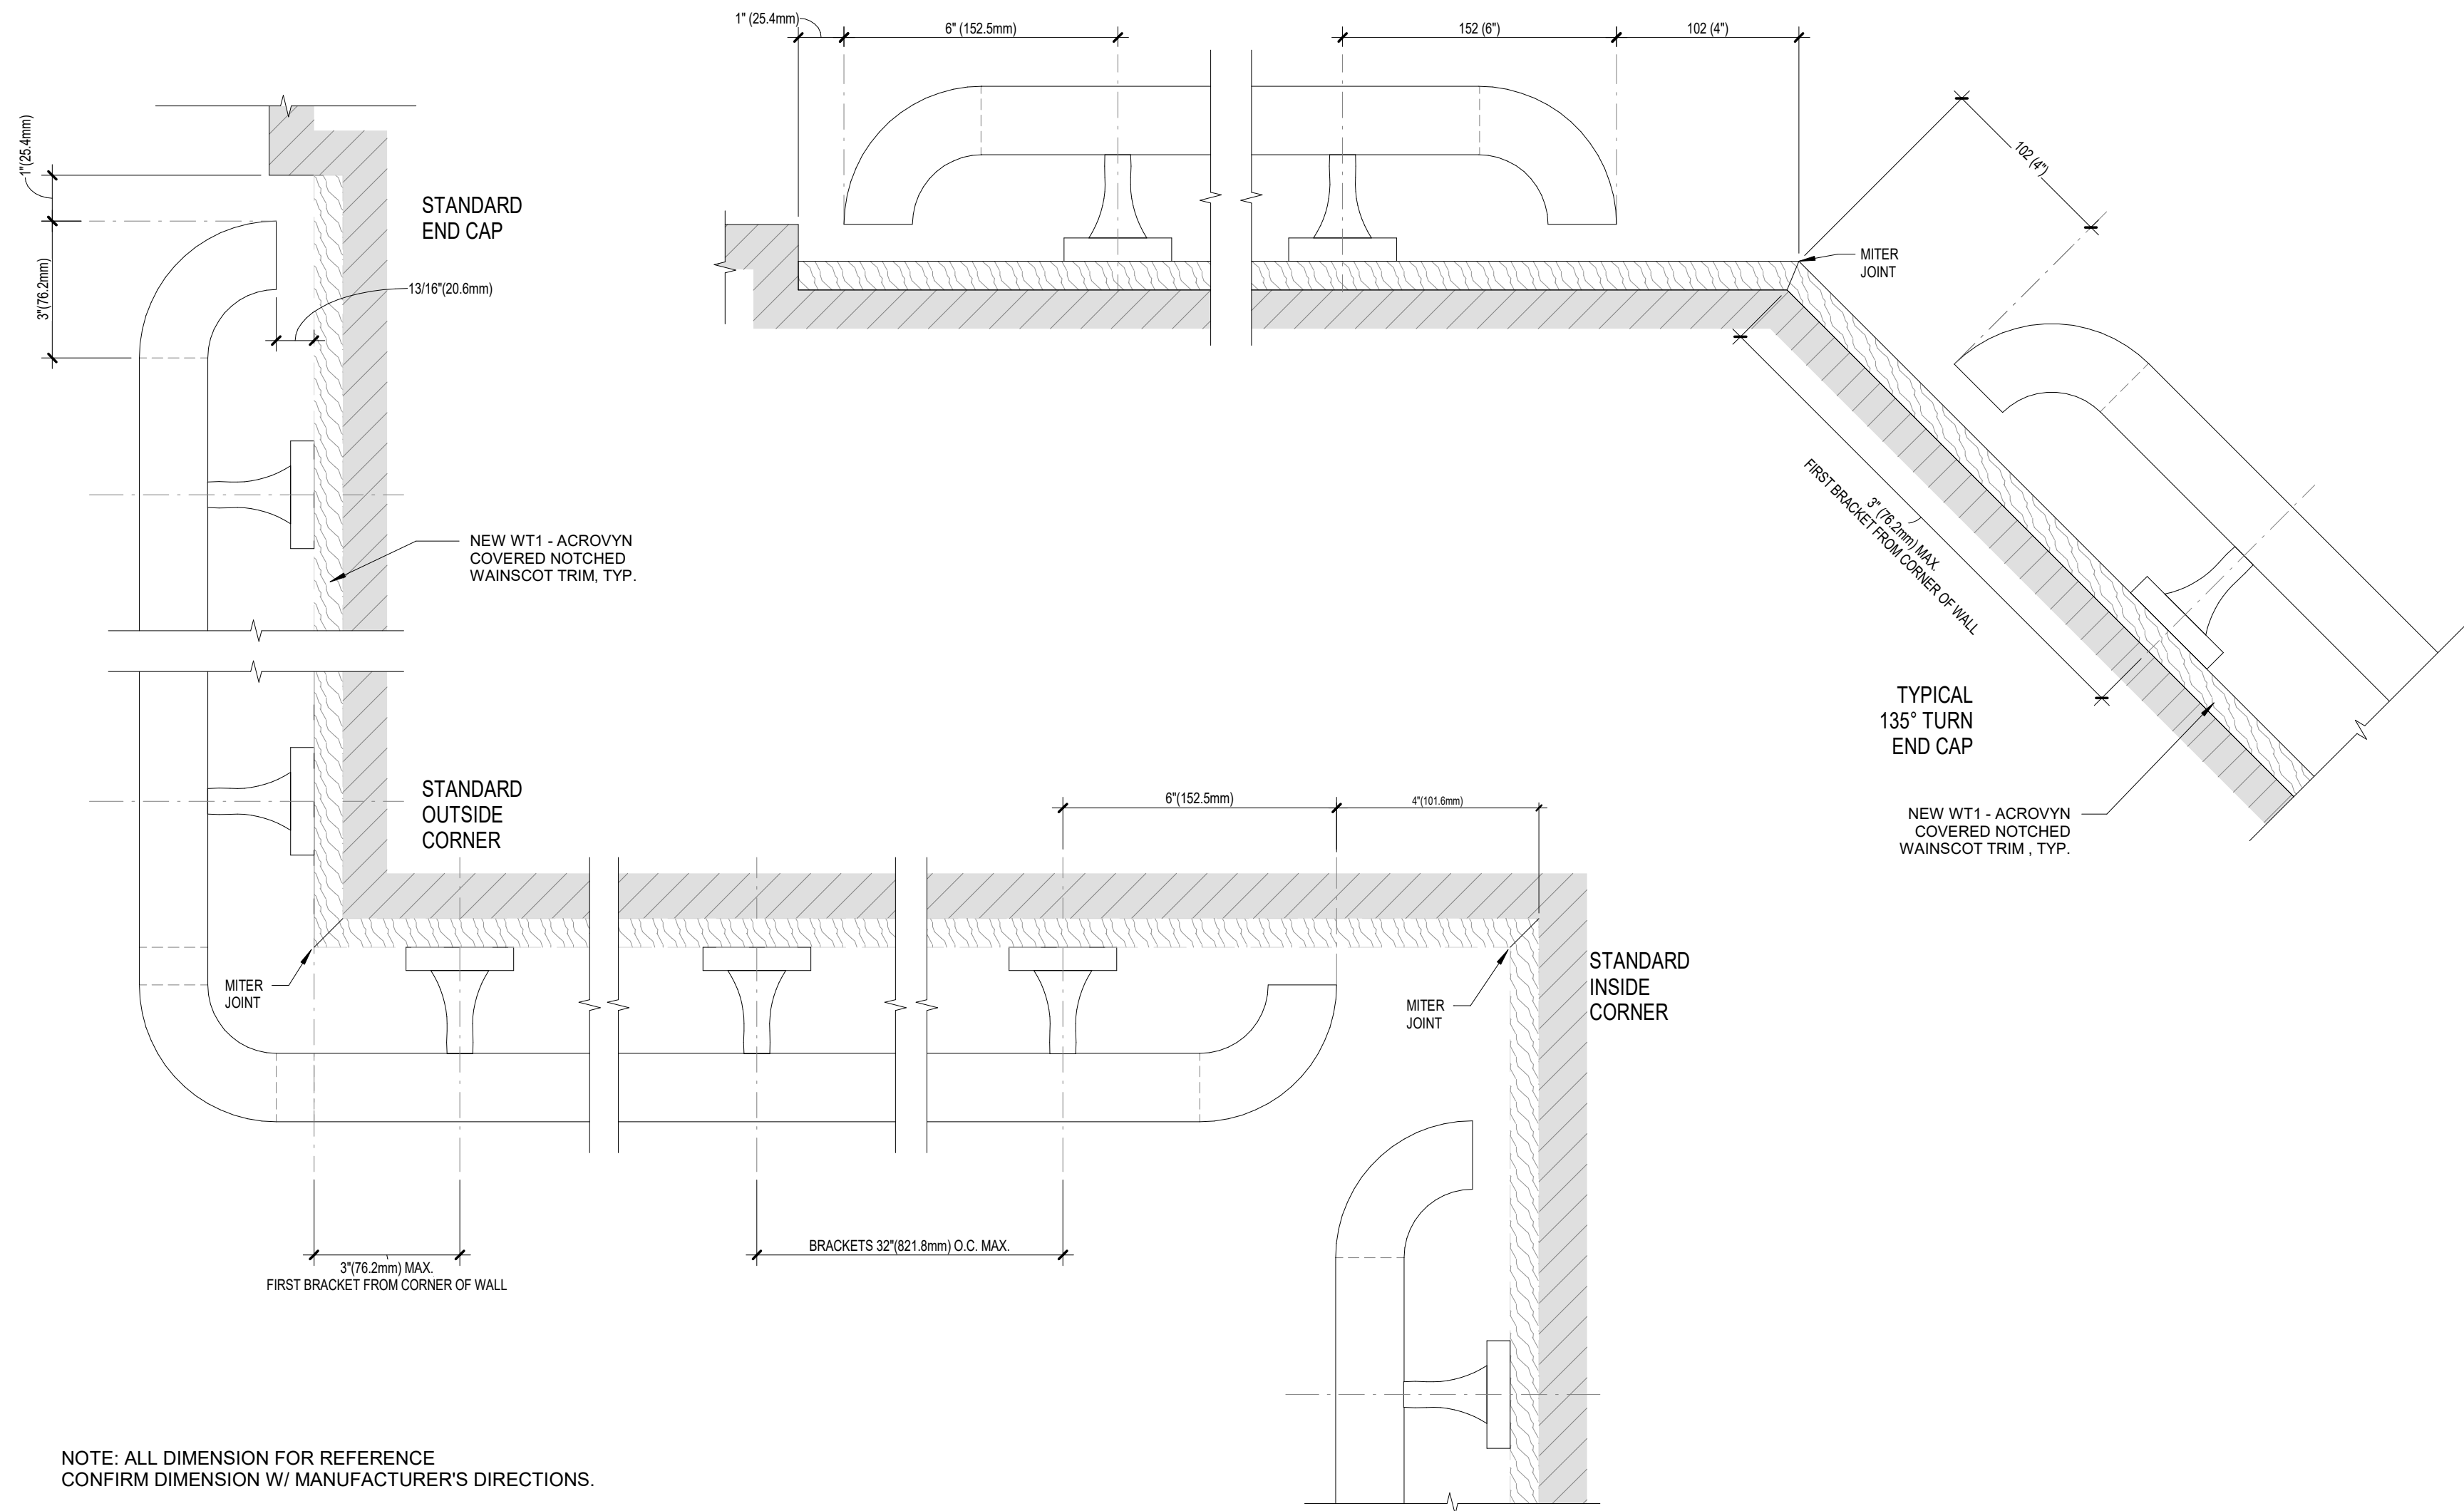 1" (25.4mm)
6" (152.5mm)
152 (6")
102 (4")
102 (4")
1"(25.4mm)
3"(76.2mm)
STANDARD
END CAP
13/16"(20.6mm)
MITER
JOINT
NEW WT1 - ACROVYN
COVERED NOTCHED
WAINSCOT TRIM, TYP.
3" (76.2mm) MAX.
FIRST BRACKET FROM CORNER OF WALL
TYPICAL
135° TURN
END CAP
NEW WT1 - ACROVYN
COVERED NOTCHED
WAINSCOT TRIM , TYP.
STANDARD
OUTSIDE
CORNER
6"(152.5mm)
4"(101.6mm)
MITER
JOINT
MITER
JOINT
STANDARD
INSIDE
CORNER
3"(76.2mm) MAX.
FIRST BRACKET FROM CORNER OF WALL
BRACKETS 32"(821.8mm) O.C. MAX.
NOTE: ALL DIMENSION FOR REFERENCE
CONFIRM DIMENSION W/ MANUFACTURER'S DIRECTIONS.